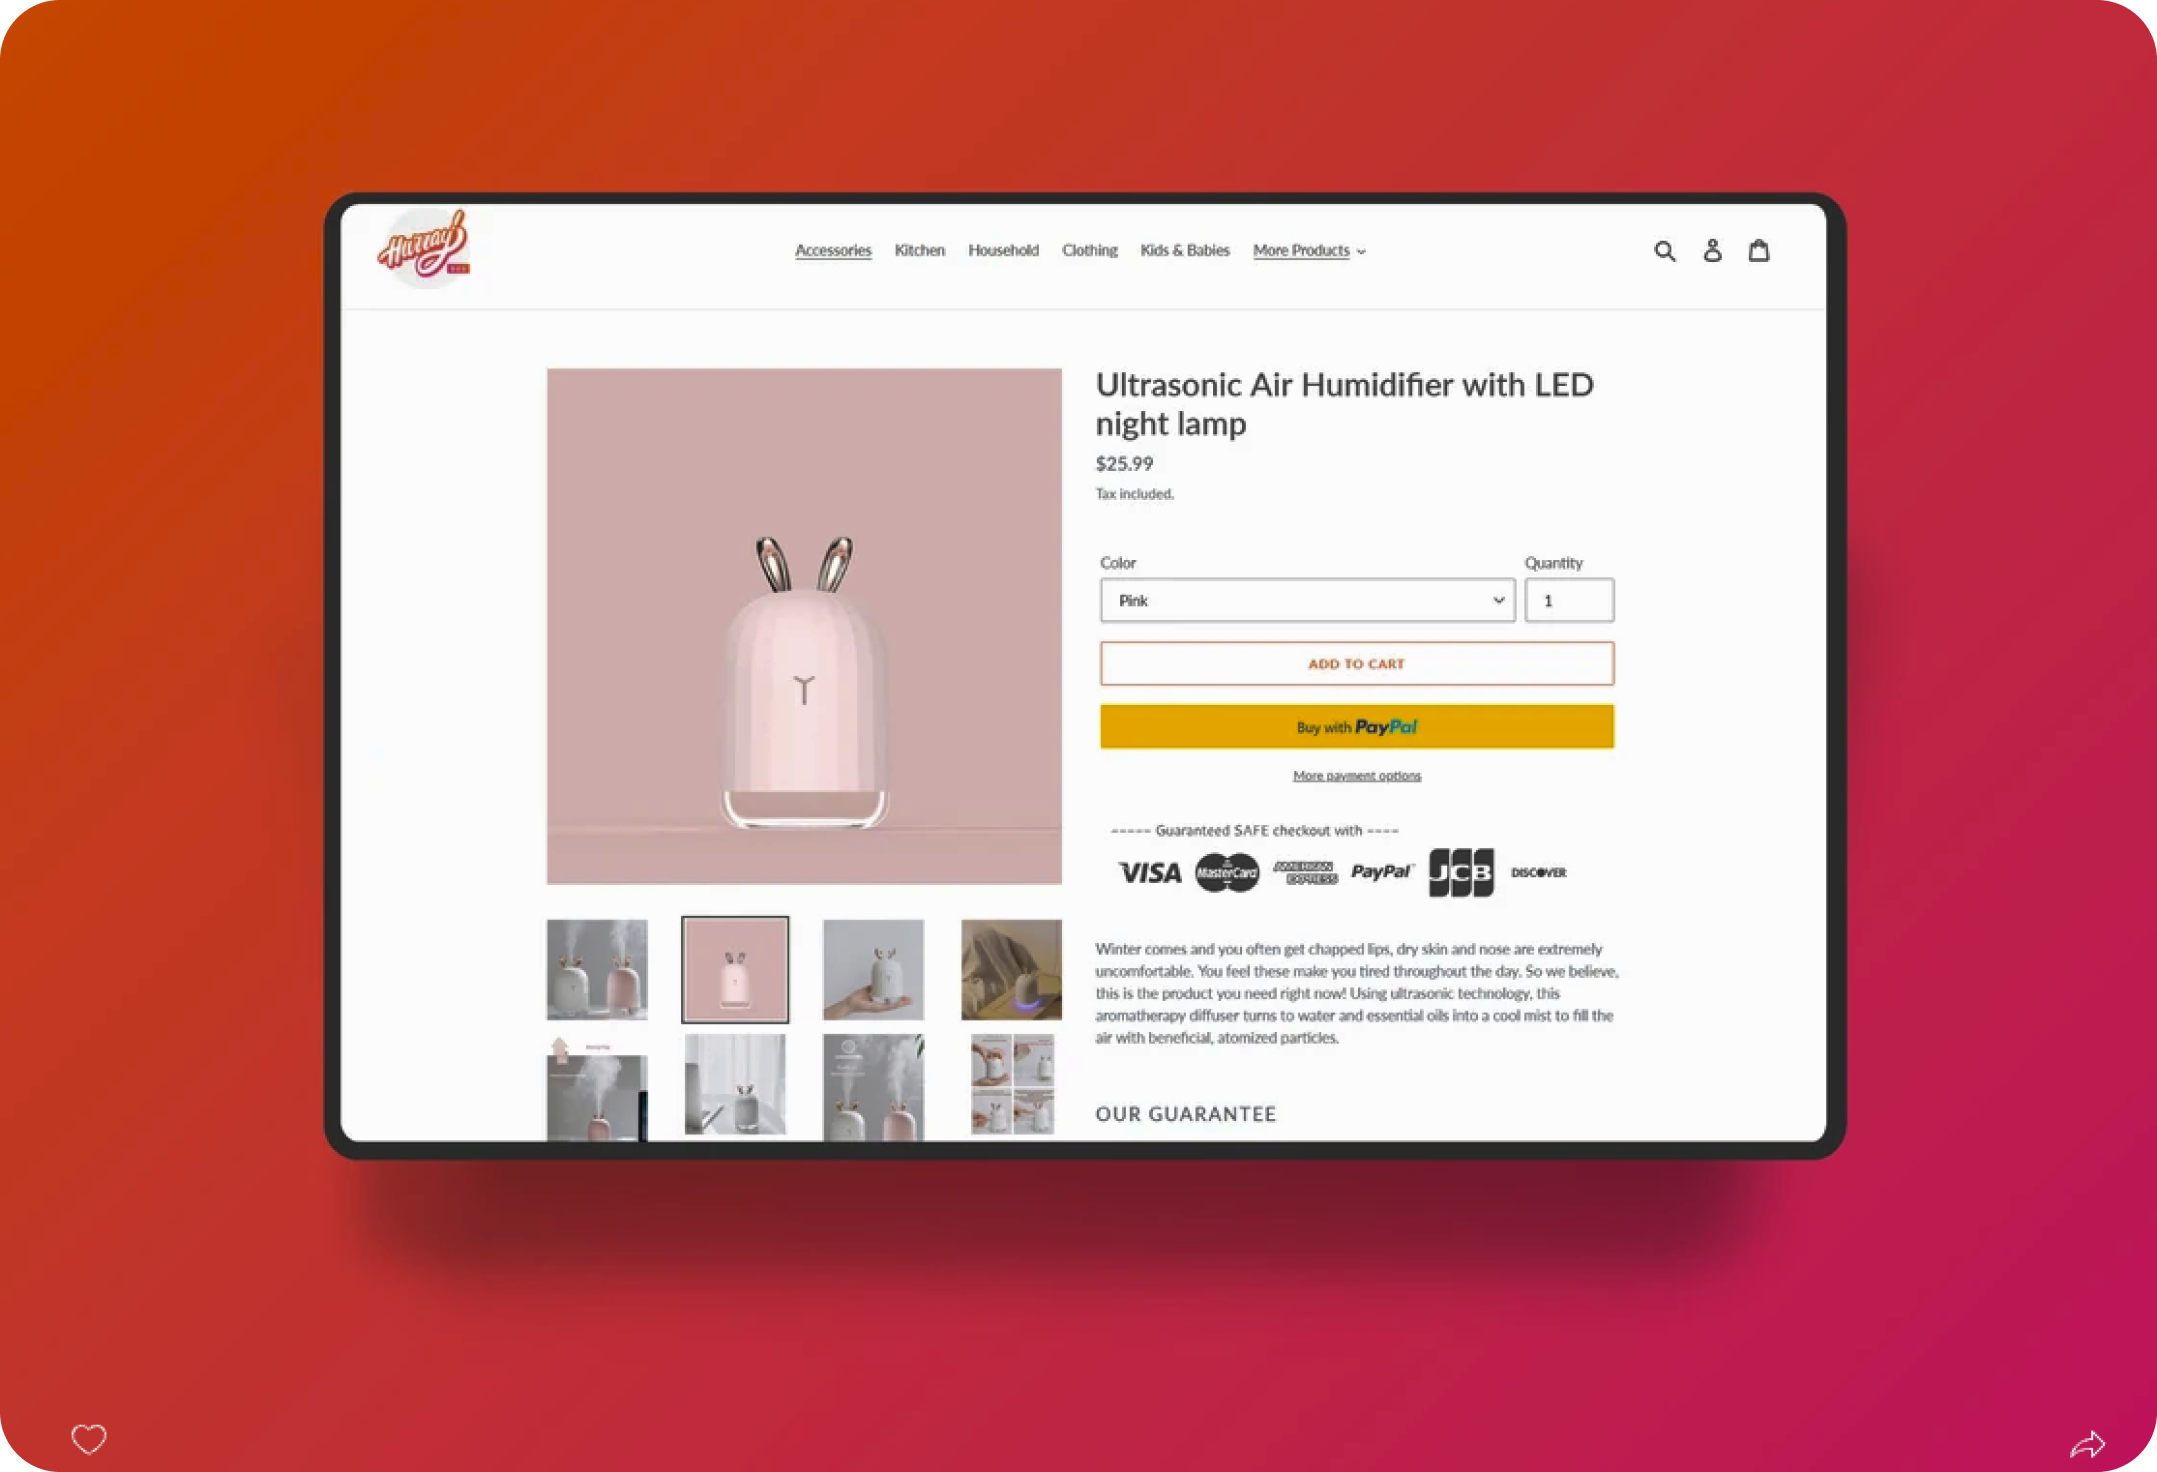 Hurray!
Accessories Kitchen Household Clothing Kids & Babies More Products
Ultrasonic Air Humidifier with LED
night lamp
$25.99
Tax included.
Color Quantity
Pink 1
ADD TO CART
Buy with PayPal
More payment options
----- Guaranteed SAFE checkout with ----
VISA MasterCard AMERICAN EXPRESS PayPal JCB DISCOVER
Winter comes and you often get chapped lips, dry skin and nose are extremely
uncomfortable. You feel these make you tired throughout the day. So we believe,
this is the product you need right now! Using ultrasonic technology, this
aromatherapy diffuser turns to water and essential oils into a cool mist to fill the
air with beneficial, atomized particles.
OUR GUARANTEE